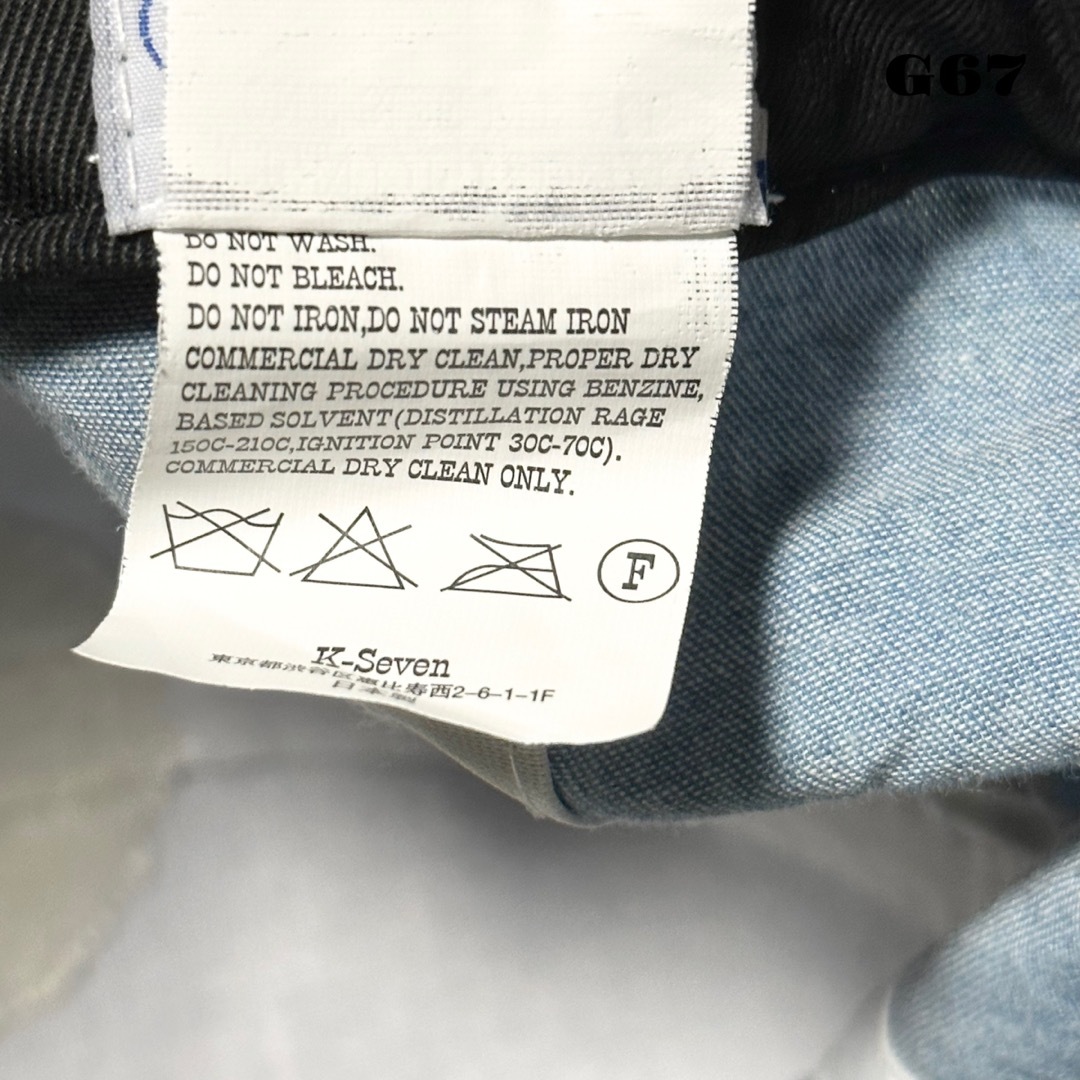 G67
DO NOT WASH.
DO NOT BLEACH.
DO NOT IRON,DO NOT STEAM IRON
COMMERCIAL DRY CLEAN,PROPER DRY
CLEANING PROCEDURE USING BENZINE,
BASED SOLVENT(DISTILLATION RAGE
150C-210C,IGNITION POINT 30C-70C).
COMMERCIAL DRY CLEAN ONLY.
F
K-Seven
東京都渋谷区恵比寿西2-6-1-1F
日本製